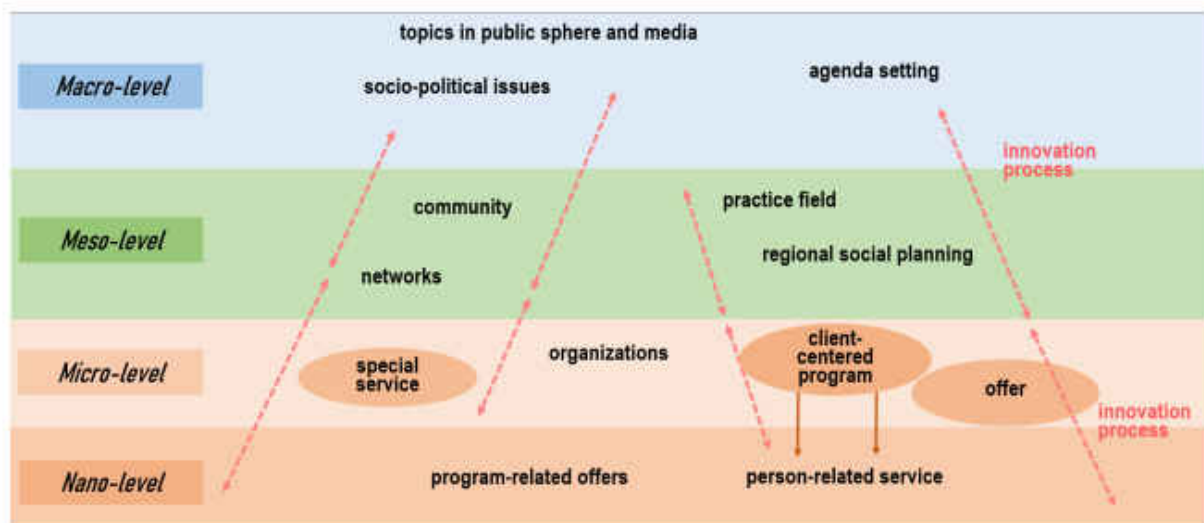 topics in public sphere and media
Macro-level
socio-political issues
agenda setting
innovation
process
Meso-level
community
practice field
networks
regional social planning
Micro-level
special
service
organizations
client-
centered
program
offer
innovation
process
Nano-level
program-related offers
person-related service